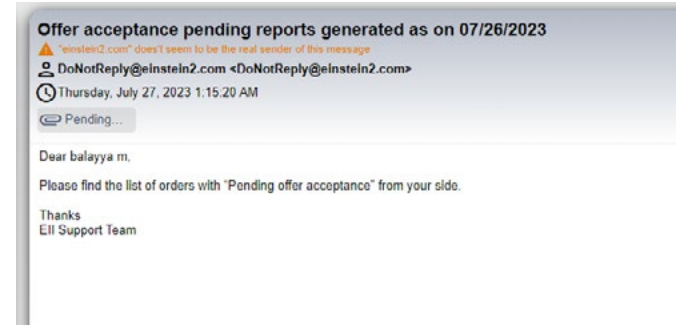 Offer acceptance pending reports generated as on 07/26/2023
"einstein2.com" does't seem to be the real sender of this message
DoNotReply@einstein2.com <DoNotReply@einstein2.com>
Thursday, July 27, 2023 1:15:20 AM
Pending...
Dear balayya m,
Please find the list of orders with "Pending offer acceptance" from your side.
Thanks
EII Support Team